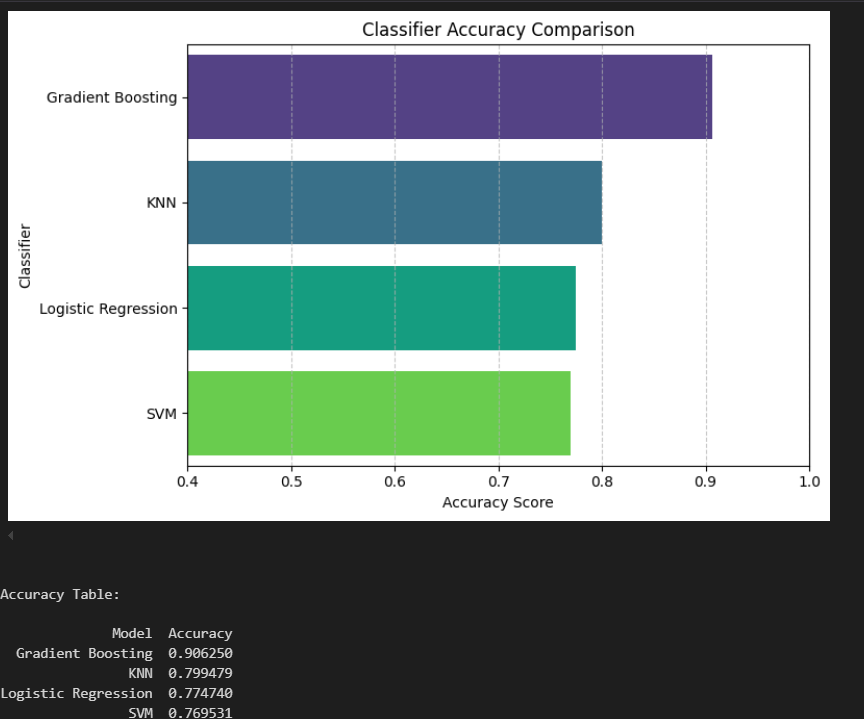 Classifier Accuracy Comparison
Classifier
Gradient Boosting
KNN
Logistic Regression
SVM
0.4 0.5 0.6 0.7 0.8 0.9 1.0
Accuracy Score
Accuracy Table:
Model Accuracy
Gradient Boosting 0.906250
KNN 0.799479
Logistic Regression 0.774740
SVM 0.769531